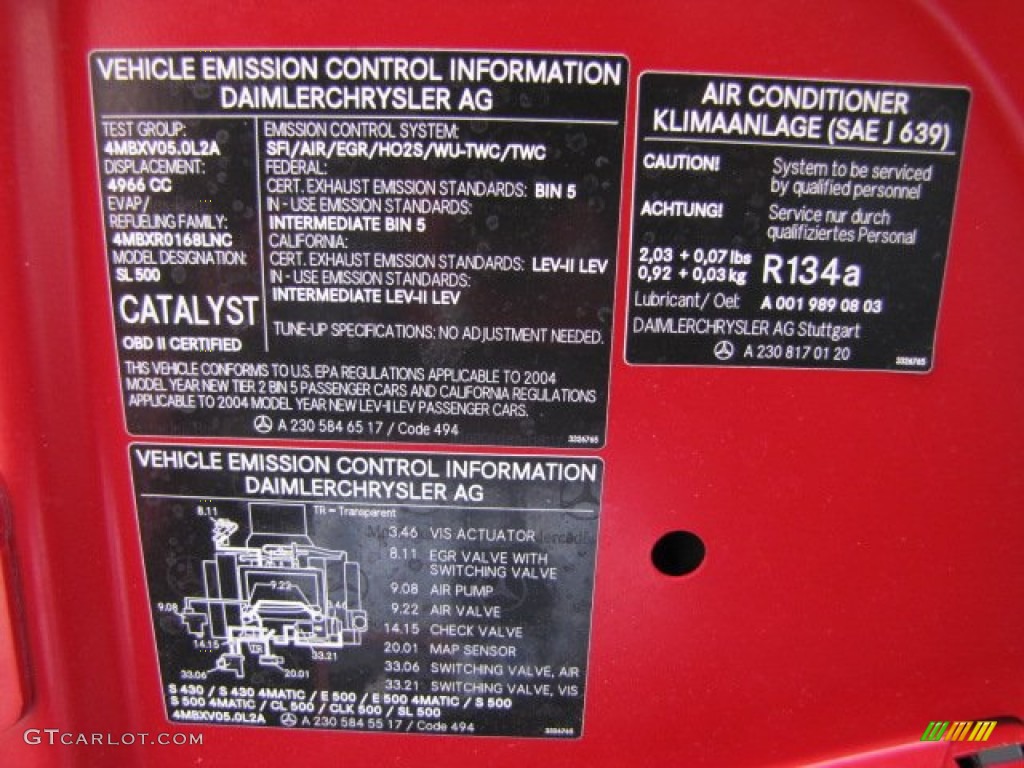 VEHICLE EMISSION CONTROL INFORMATION
DAIMLERCHRYSLER AG
TEST GROUP:
4MBXV05.0L2A
DISPLACEMENT:
4966 CC
EVAP/
REFUELING FAMILY:
4MBXR0168LNC
MODEL DESIGNATION:
SL 500
CATALYST
OBD II CERTIFIED
EMISSION CONTROL SYSTEM:
SFI/AIR/EGR/HO2S/WU-TWC/TWC
FEDERAL:
CERT. EXHAUST EMISSION STANDARDS: BIN 5
IN - USE EMISSION STANDARDS:
INTERMEDIATE BIN 5
CALIFORNIA:
CERT. EXHAUST EMISSION STANDARDS: LEV-II LEV
IN - USE EMISSION STANDARDS:
INTERMEDIATE LEV-II LEV
TUNE-UP SPECIFICATIONS: NO ADJUSTMENT NEEDED.
THIS VEHICLE CONFORMS TO U.S. EPA REGULATIONS APPLICABLE TO 2004
MODEL YEAR NEW TIER 2 BIN 5 PASSENGER CARS AND CALIFORNIA REGULATIONS
APPLICABLE TO 2004 MODEL YEAR NEW LEV-II LEV PASSENGER CARS.
A 230 584 65 17 / Code 494
3326765
AIR CONDITIONER
KLIMAANLAGE (SAE J 639)
CAUTION! System to be serviced
by qualified personnel
ACHTUNG! Service nur durch
qualifiziertes Personal
2,03 + 0,07 lbs
0,92 + 0,03 kg
R134a
Lubricant/ Oel: A 001 989 08 03
DAIMLERCHRYSLER AG Stuttgart
A 230 817 01 20
3326765
VEHICLE EMISSION CONTROL INFORMATION
DAIMLERCHRYSLER AG
TR = Transparent
8.11
9.22
9.08
3.46
14.15
TR
33.21
33.06
20.01
3.46 VIS ACTUATOR
8.11 EGR VALVE WITH
SWITCHING VALVE
9.08 AIR PUMP
9.22 AIR VALVE
14.15 CHECK VALVE
20.01 MAP SENSOR
33.06 SWITCHING VALVE, AIR
33.21 SWITCHING VALVE, VIS
S 430 / S 430 4MATIC / E 500 / E 500 4MATIC / S 500
S 500 4MATIC / CL 500 / CLK 500 / SL 500
4MBXV05.0L2A A 230 584 55 17 / Code 494
3326765
GTCARLOT.COM